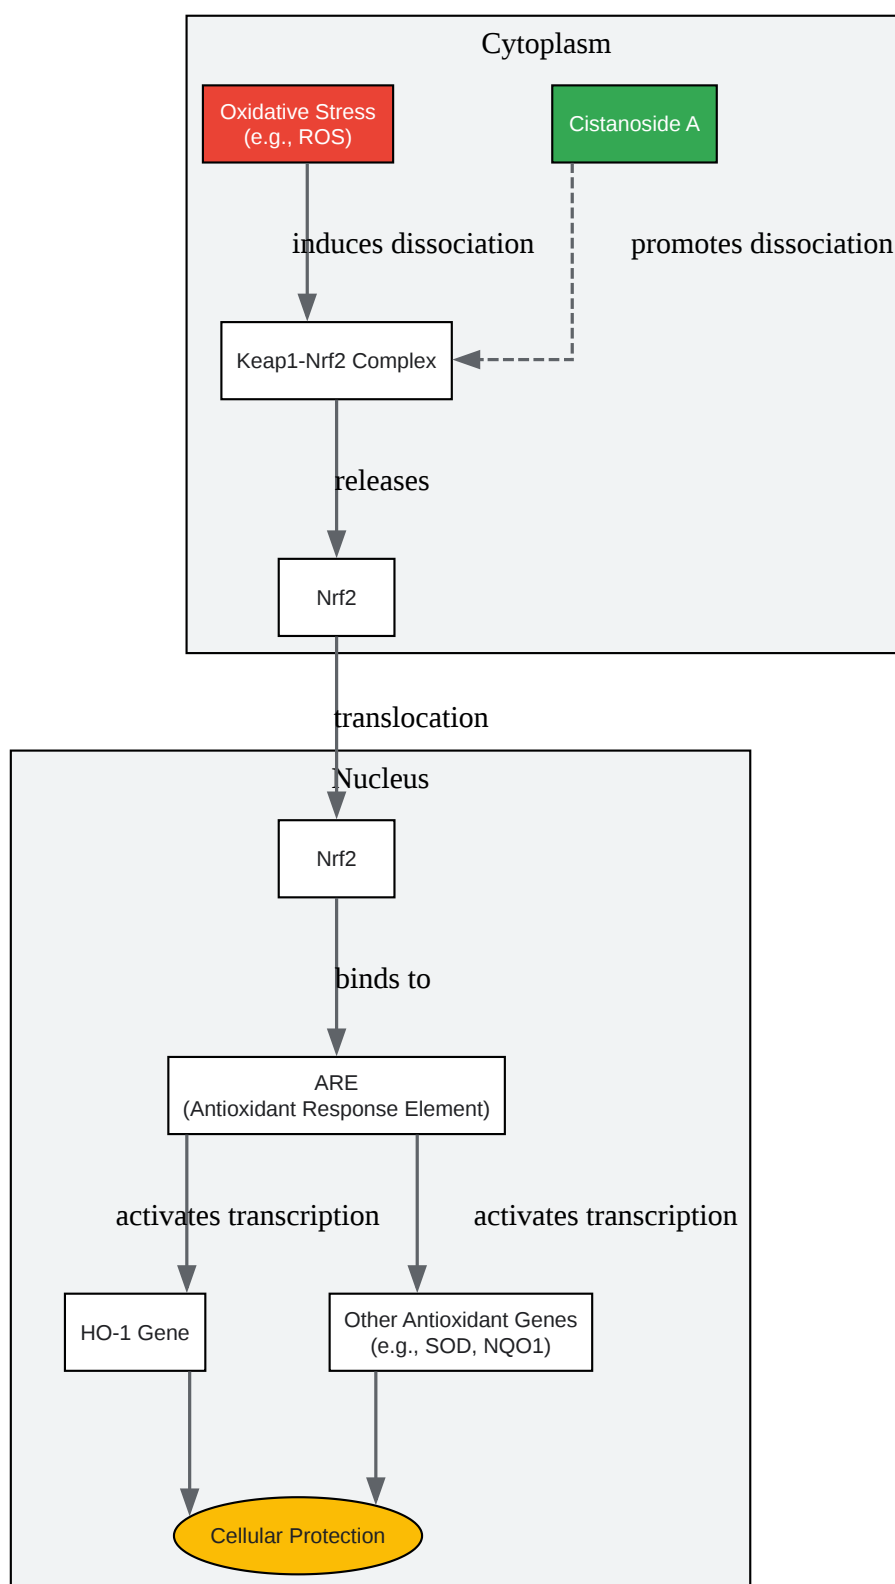 Cytoplasm
Oxidative Stress
(e.g., ROS)
Cistanoside A
induces dissociation
promotes dissociation
Keap1-Nrf2 Complex
releases
Nrf2
translocation
Nucleus
Nrf2
binds to
ARE
(Antioxidant Response Element)
activates transcription
activates transcription
HO-1 Gene
Other Antioxidant Genes
(e.g., SOD, NQO1)
Cellular Protection